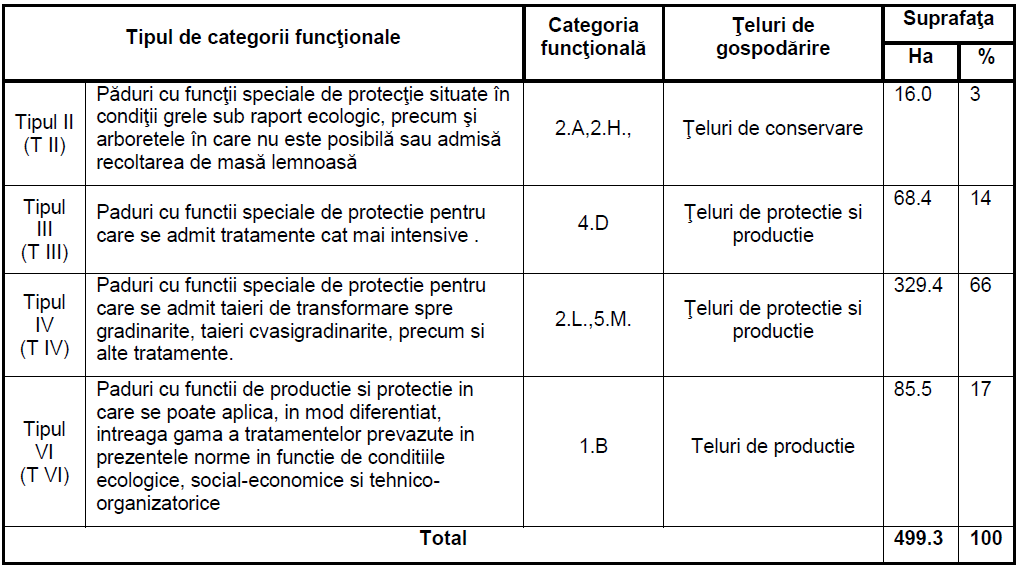 Tipul de categorii funcţionale
Categoria
funcţională
Ţeluri de
gospodărire
Suprafaţa
Ha
%
Tipul II
(T II)
Păduri cu funcţii speciale de protecţie situate în
condiţii grele sub raport ecologic, precum şi
arboretele în care nu este posibilă sau admisă
recoltarea de masă lemnoasă
2.A,2.H.,
Ţeluri de conservare
16.0
3
Tipul
III
(T III)
Paduri cu functii speciale de protectie pentru
care se admit tratamente cat mai intensive .
4.D
Ţeluri de protectie si
productie
68.4
14
Tipul
IV
(T IV)
Paduri cu functii speciale de protectie pentru
care se admit taieri de transformare spre
gradinarite, taieri cvasigradinarite, precum si
alte tratamente.
2.L.,5.M.
Ţeluri de protectie si
productie
329.4
66
Tipul
VI
(T VI)
Paduri cu functii de productie si protectie in
care se poate aplica, in mod diferentiat,
intreaga gama a tratamentelor prevazute in
prezentele norme in functie de conditiile
ecologice, social-economice si tehnico-
organizatorice
1.B
Teluri de productie
85.5
17
Total
499.3
100